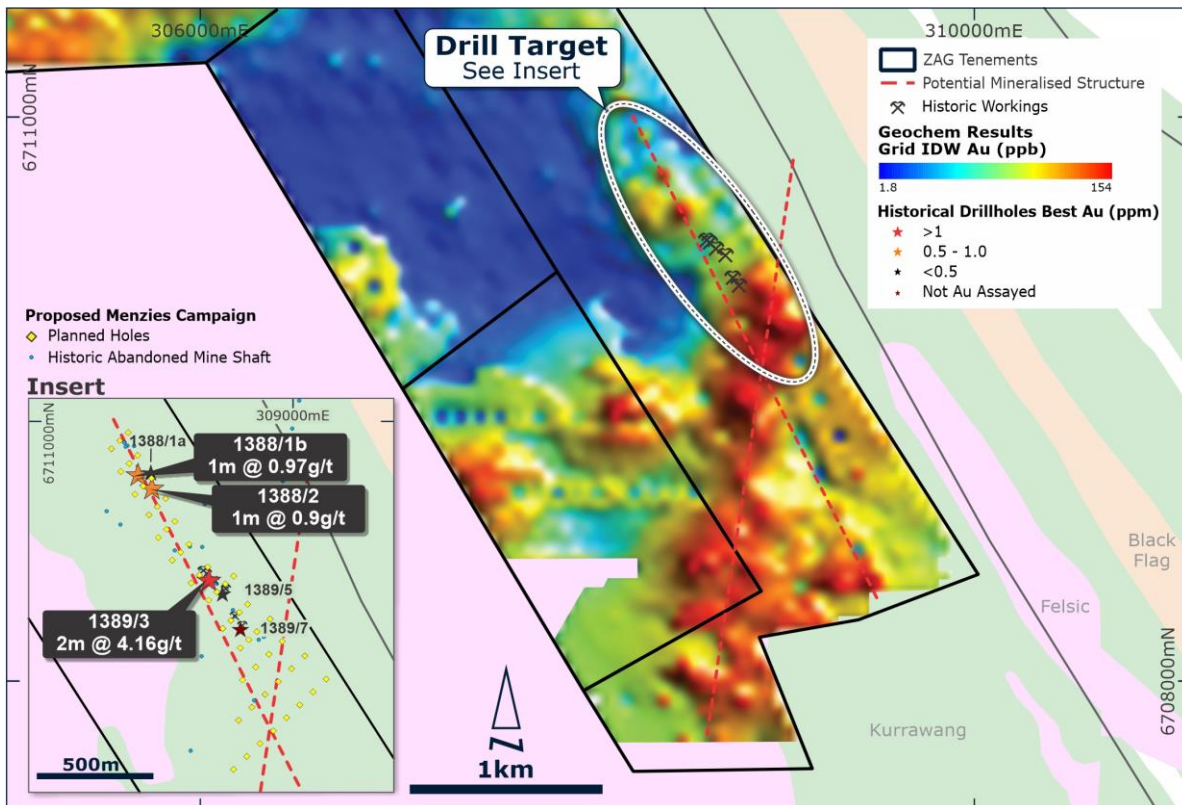 306000mE
310000mE
6711000mN
6708000mN
Drill Target
See Insert
ZAG Tenements
Potential Mineralised Structure
Historic Workings
Geochem Results
Grid IDW Au (ppb)
1.8
154
Historical Drillholes Best Au (ppm)
>1
0.5 - 1.0
<0.5
Not Au Assayed
Proposed Menzies Campaign
Planned Holes
Historic Abandoned Mine Shaft
Insert
309000mE
6711000mN
1388/1a
1388/1b
1m @ 0.97g/t
1388/2
1m @ 0.9g/t
1389/5
1389/3
2m @ 4.16g/t
1389/7
500m
N
1km
Black
Flag
Felsic
Kurrawang